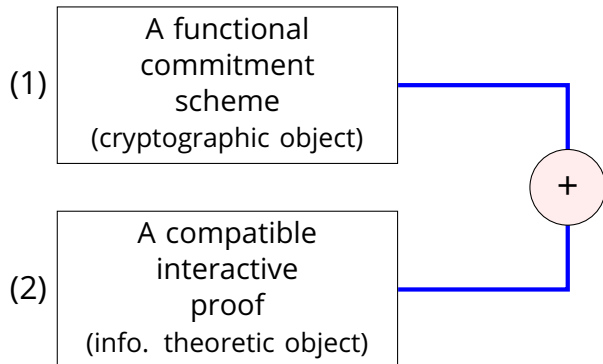 (1)
A functional
commitment
scheme
(cryptographic object)
+
(2)
A compatible
interactive
proof
(info. theoretic object)